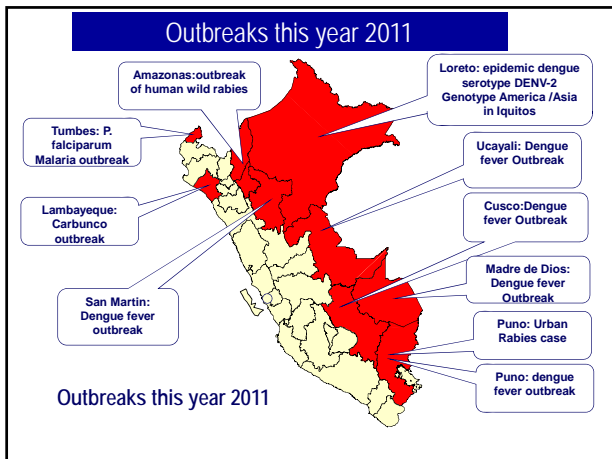 Outbreaks this year 2011
Amazonas:outbreak
of human wild rabies
Loreto: epidemic dengue
serotype DENV-2
Genotype America /Asia
in Iquitos
Tumbes: P.
falciparum
Malaria outbreak
Ucayali: Dengue
fever Outbreak
Lambayeque:
Carbunco
outbreak
Cusco:Dengue
fever Outbreak
Madre de Dios:
Dengue fever
Outbreak
San Martin:
Dengue fever
outbreak
Puno: Urban
Rabies case
Puno: dengue
fever outbreak
Outbreaks this year 2011